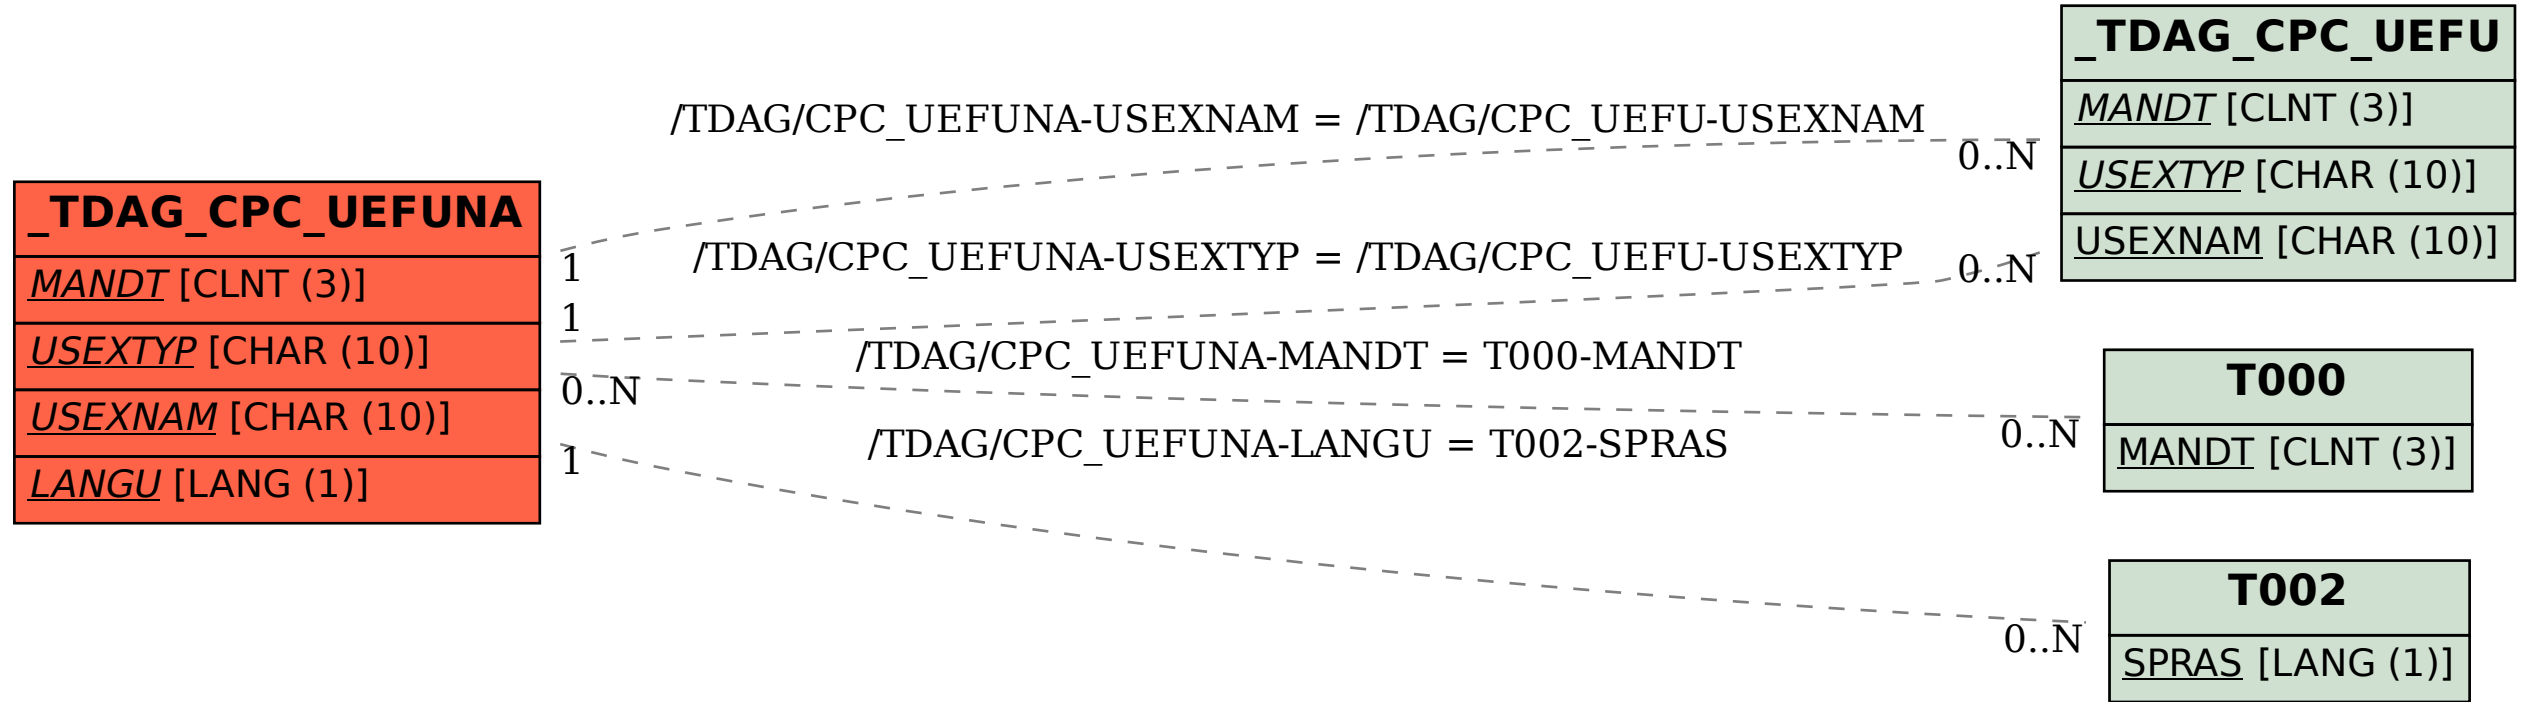 _TDAG_CPC_UEFUNA
MANDT [CLNT (3)]
USEXTYP [CHAR (10)]
USEXNAM [CHAR (10)]
LANGU [LANG (1)]
/TDAG/CPC_UEFUNA-USEXNAM = /TDAG/CPC_UEFU-USEXNAM
1
0..N
/TDAG/CPC_UEFUNA-USEXTYP = /TDAG/CPC_UEFU-USEXTYP
1
0..N
/TDAG/CPC_UEFUNA-MANDT = T000-MANDT
0..N
0..N
/TDAG/CPC_UEFUNA-LANGU = T002-SPRAS
1
0..N
_TDAG_CPC_UEFU
MANDT [CLNT (3)]
USEXTYP [CHAR (10)]
USEXNAM [CHAR (10)]
T000
MANDT [CLNT (3)]
T002
SPRAS [LANG (1)]